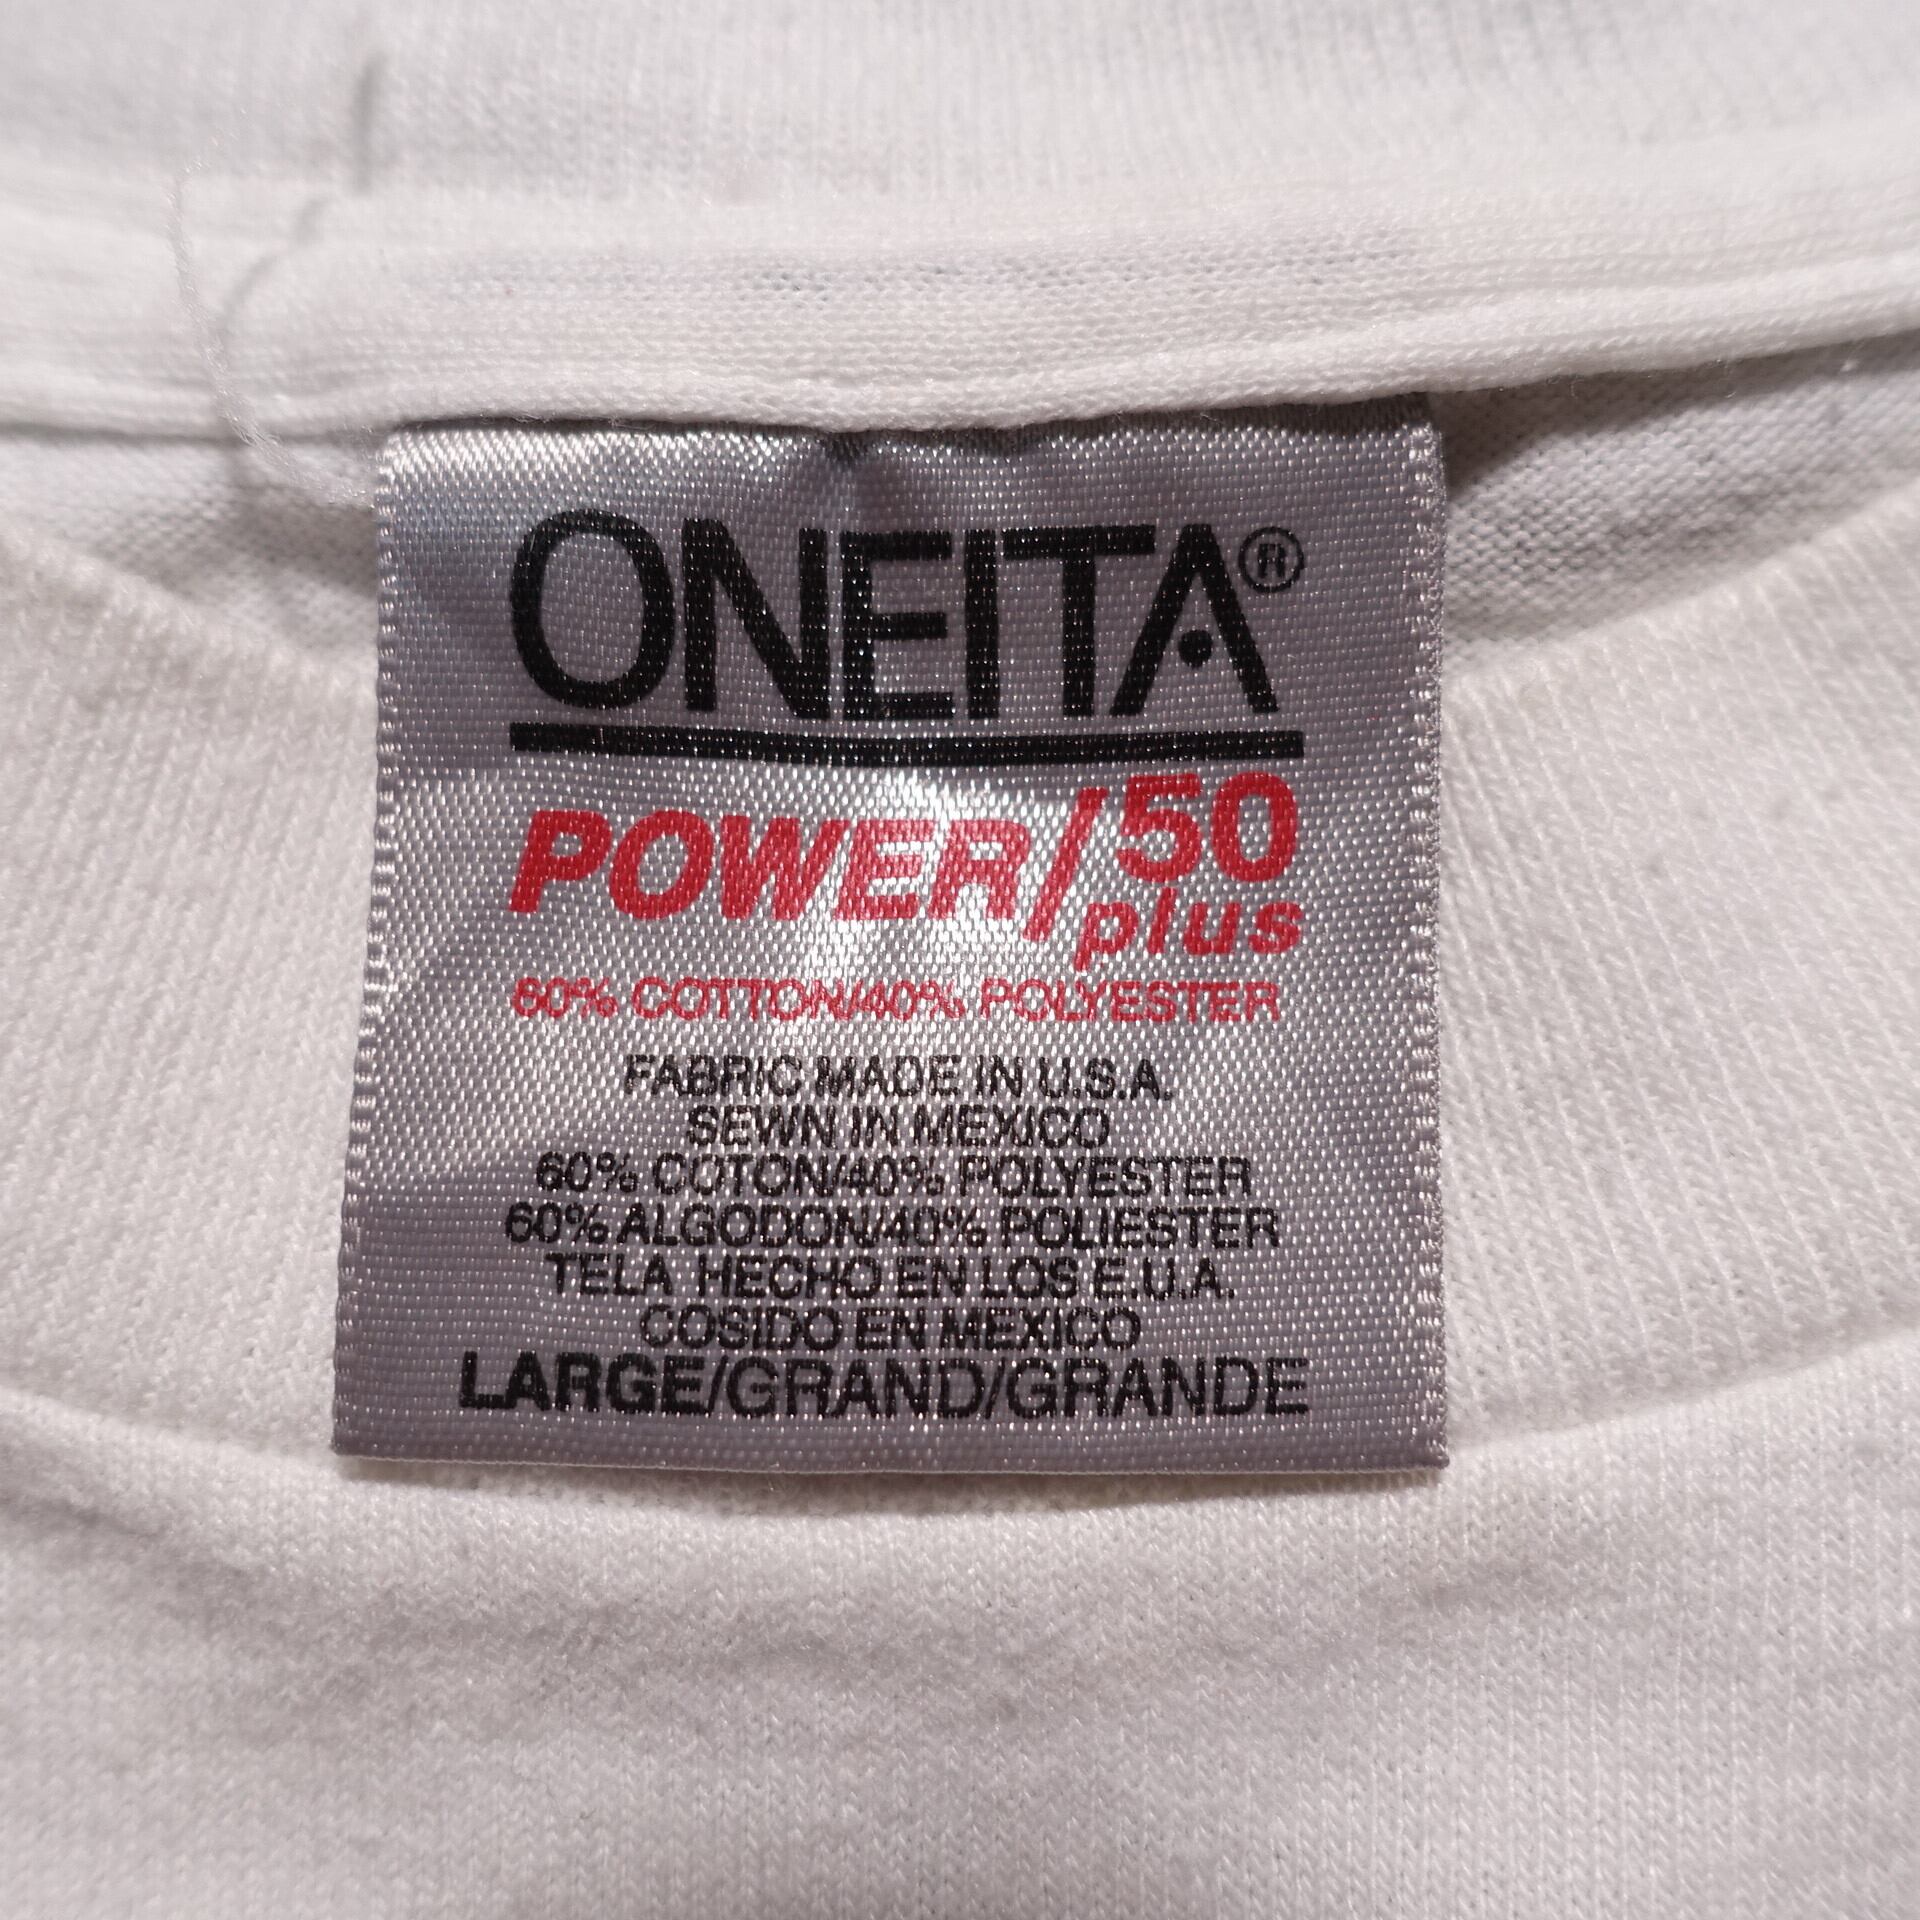 ONEITA®
POWER/50
plus
60% COTTON/40% POLYESTER
FABRIC MADE IN U.S.A.
SEWN IN MEXICO
60% COTON/40% POLYESTER
60% ALGODON/40% POLIESTER
TELA HECHO EN LOS E.U.A.
COSIDO EN MEXICO
LARGE/GRAND/GRANDE